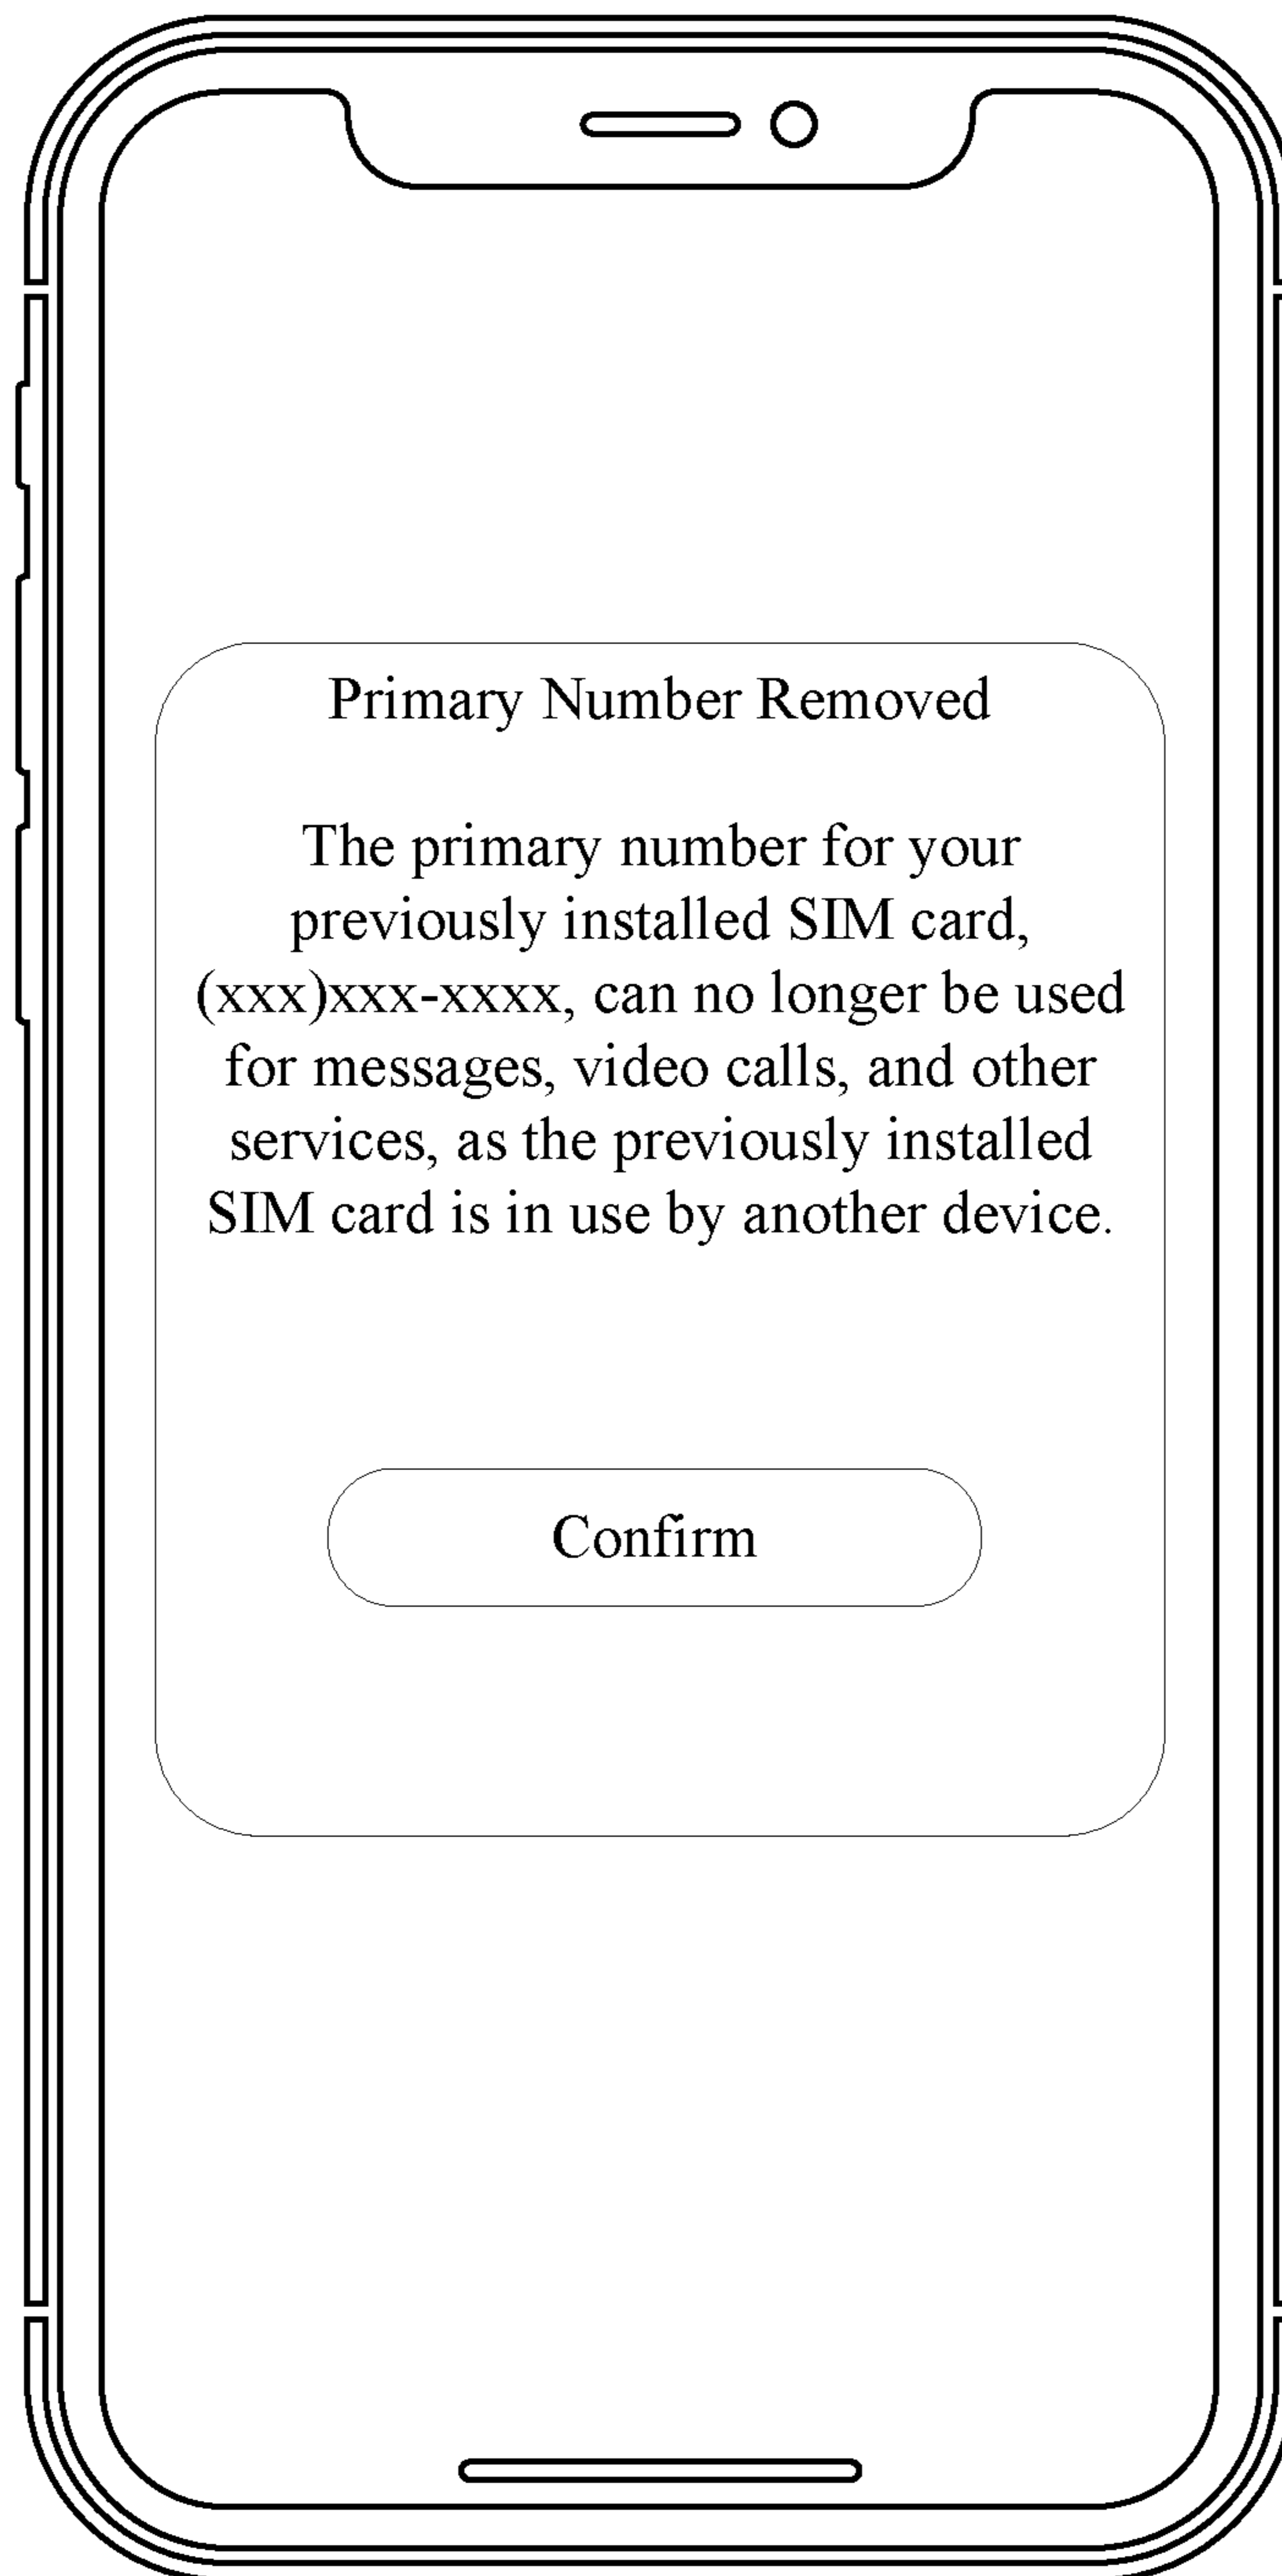 Primary Number Removed
The primary number for your
previously installed SIM card,
(xxx)xxx-xxxx, can no longer be used
for messages, video calls, and other
services, as the previously installed
SIM card is in use by another device.
Confirm